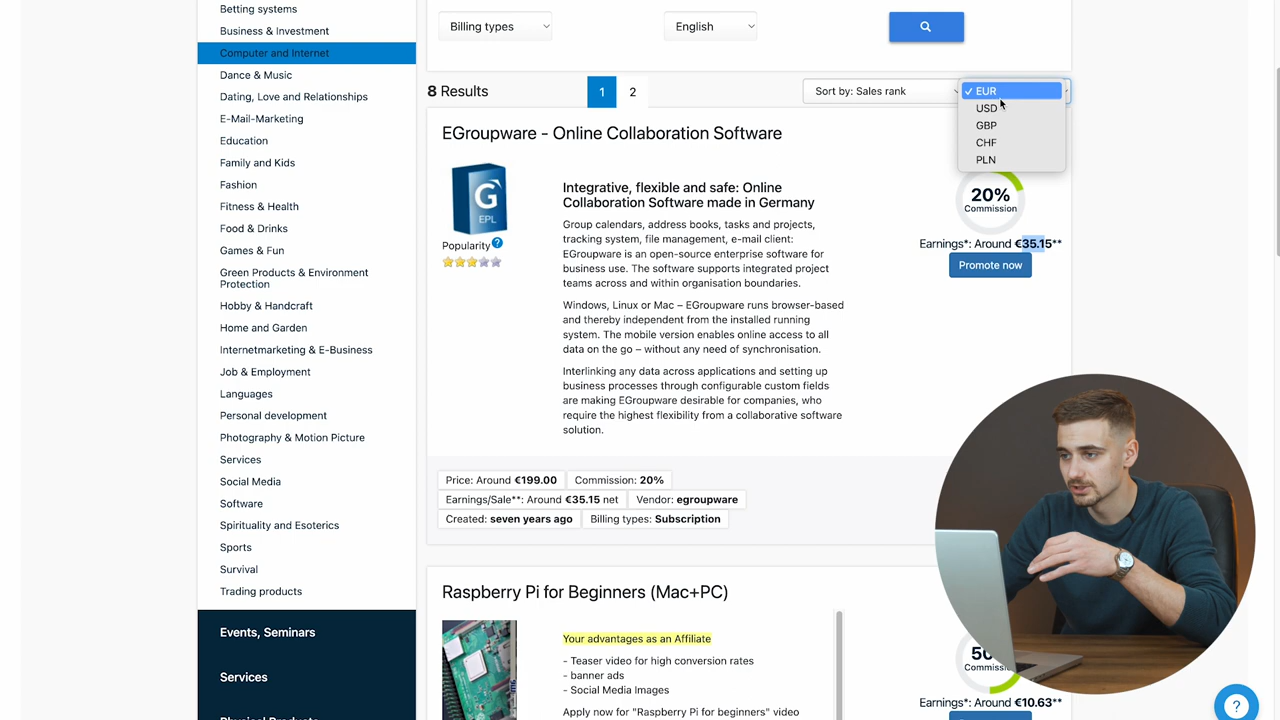 Betting systems
Business & Investment
Computer and Internet
Dance & Music
Dating, Love and Relationships
E-Mail-Marketing
Education
Family and Kids
Fashion
Fitness & Health
Food & Drinks
Games & Fun
Green Products & Environment
Protection
Hobby & Handcraft
Home and Garden
Internetmarketing & E-Business
Job & Employment
Languages
Personal development
Photography & Motion Picture
Services
Social Media
Software
Spirituality and Esoterics
Sports
Survival
Trading products
Events, Seminars
Services
Physical Products
Billing types
English
8 Results
1
2
Sort by: Sales rank
✓ EUR
USD
GBP
CHF
PLN
EGroupware - Online Collaboration Software
G
EPL
Popularity ?
Integrative, flexible and safe: Online
Collaboration Software made in Germany
Group calendars, address books, tasks and projects,
tracking system, file management, e-mail client:
EGroupware is an open-source enterprise software for
business use. The software supports integrated project
teams across and within organisation boundaries.
Windows, Linux or Mac – EGroupware runs browser-based
and thereby independent from the installed running
system. The mobile version enables online access to all
data on the go – without any need of synchronisation.
Interlinking any data across applications and setting up
business processes through configurable custom fields
are making EGroupware desirable for companies, who
require the highest flexibility from a collaborative software
solution.
20%
Commission
Earnings*: Around €35.15**
Promote now
Price: Around €199.00
Commission: 20%
Earnings/Sale**: Around €35.15 net
Vendor: egroupware
Created: seven years ago
Billing types: Subscription
Raspberry Pi for Beginners (Mac+PC)
Your advantages as an Affiliate
- Teaser video for high conversion rates
- banner ads
- Social Media Images
Apply now for "Raspberry Pi for beginners" video
50
Commiss
Earnings*: Around €10.63**
?